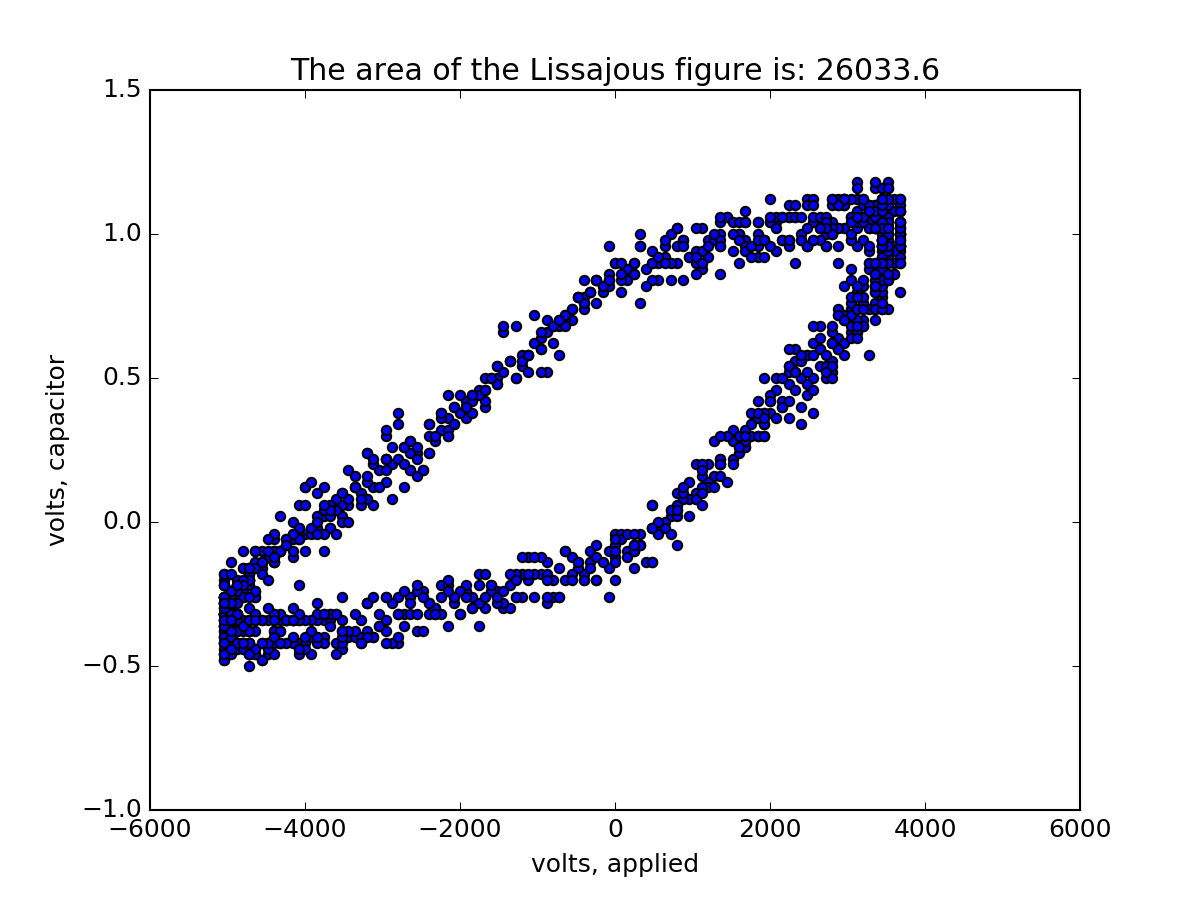 The area of the Lissajous figure is: 26033.6
1.5
1.0
0.5
0.0
−0.5
−1.0
volts, capacitor
−6000 −4000 −2000 0 2000 4000 6000
volts, applied